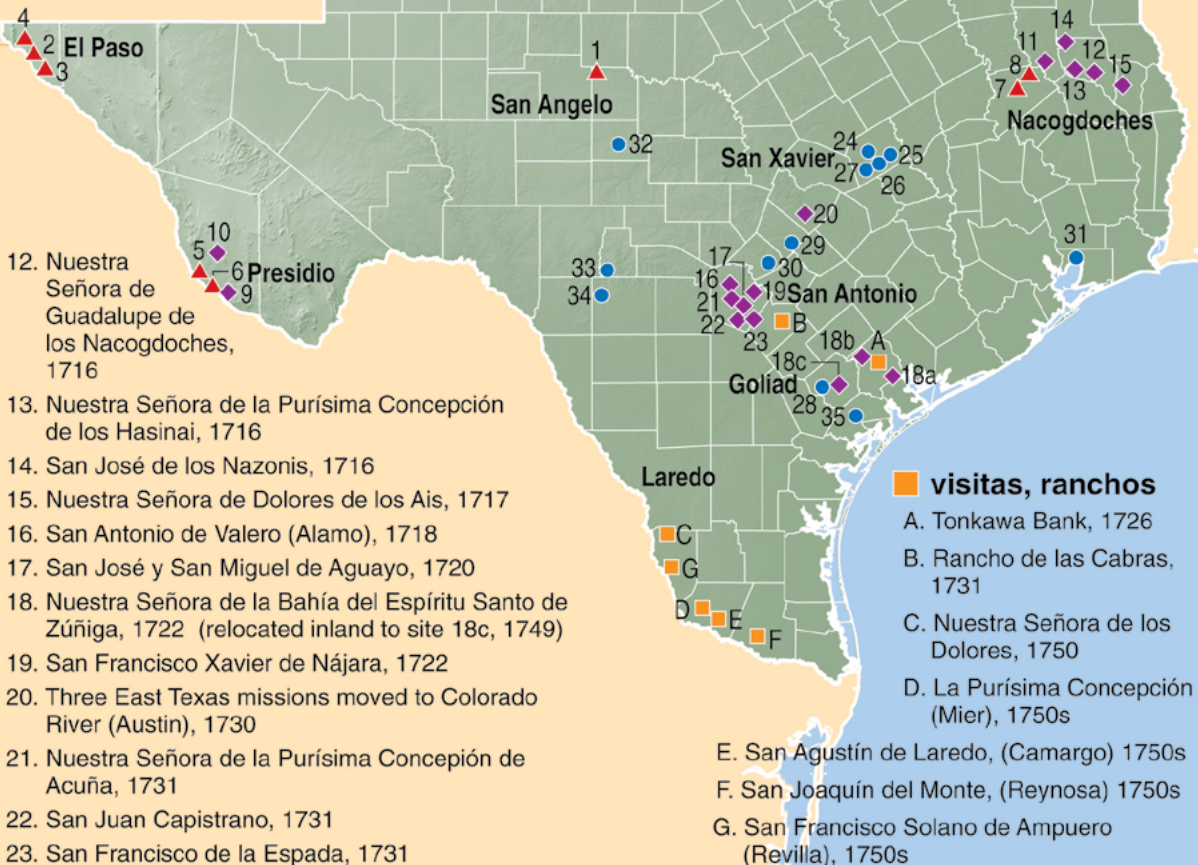 4
2
El Paso
3
1
San Angelo
32
14
11
12
8
15
7
13
Nacogdoches
24
San Xavier
25
27
26
20
29
31
10
5
6
Presidio
9
33
34
17
30
16
19
San Antonio
21
22
23
B
18b
A
18c
18a
Goliad
28
35
Laredo
C
G
D
E
F
12. Nuestra
Señora de
Guadalupe de
los Nacogdoches,
1716
13. Nuestra Señora de la Purísima Concepción
de los Hasinai, 1716
14. San José de los Nazonis, 1716
15. Nuestra Señora de Dolores de los Ais, 1717
16. San Antonio de Valero (Alamo), 1718
17. San José y San Miguel de Aguayo, 1720
18. Nuestra Señora de la Bahía del Espíritu Santo de
Zúñiga, 1722 (relocated inland to site 18c, 1749)
19. San Francisco Xavier de Nájara, 1722
20. Three East Texas missions moved to Colorado
River (Austin), 1730
21. Nuestra Señora de la Purísima Concepión de
Acuña, 1731
22. San Juan Capistrano, 1731
23. San Francisco de la Espada, 1731
visitas, ranchos
A. Tonkawa Bank, 1726
B. Rancho de las Cabras,
1731
C. Nuestra Señora de los
Dolores, 1750
D. La Purísima Concepción
(Mier), 1750s
E. San Agustín de Laredo, (Camargo) 1750s
F. San Joaquín del Monte, (Reynosa) 1750s
G. San Francisco Solano de Ampuero
(Revilla), 1750s